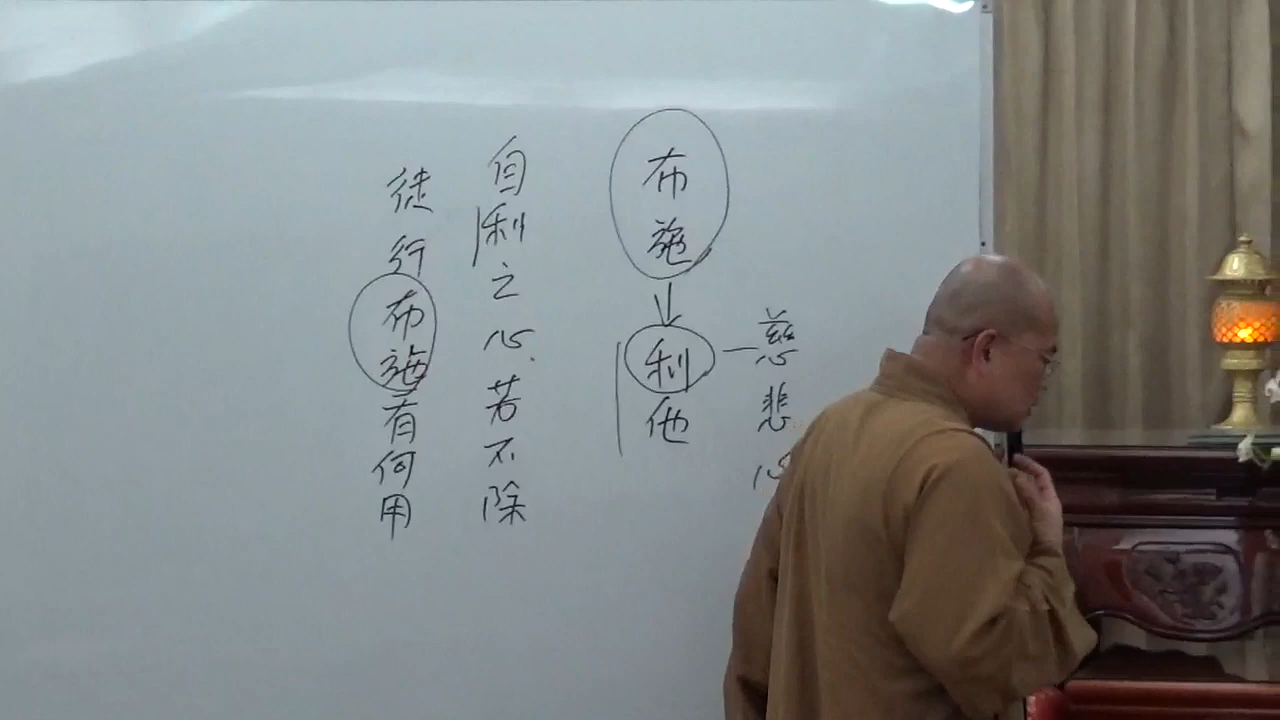 慈悲心
布施
利他
自利之心若不除
徒行布施有何用